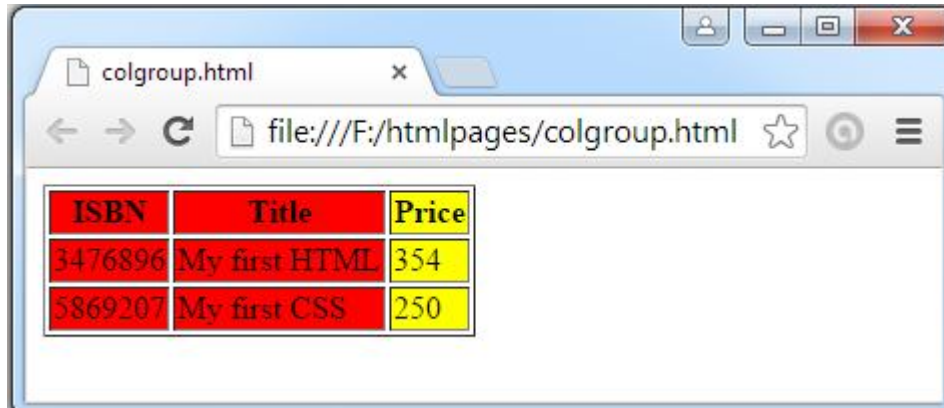 colgroup.html
file:///F:/htmlpages/colgroup.html
ISBN Title Price
3476896 My first HTML 354
5869207 My first CSS 250